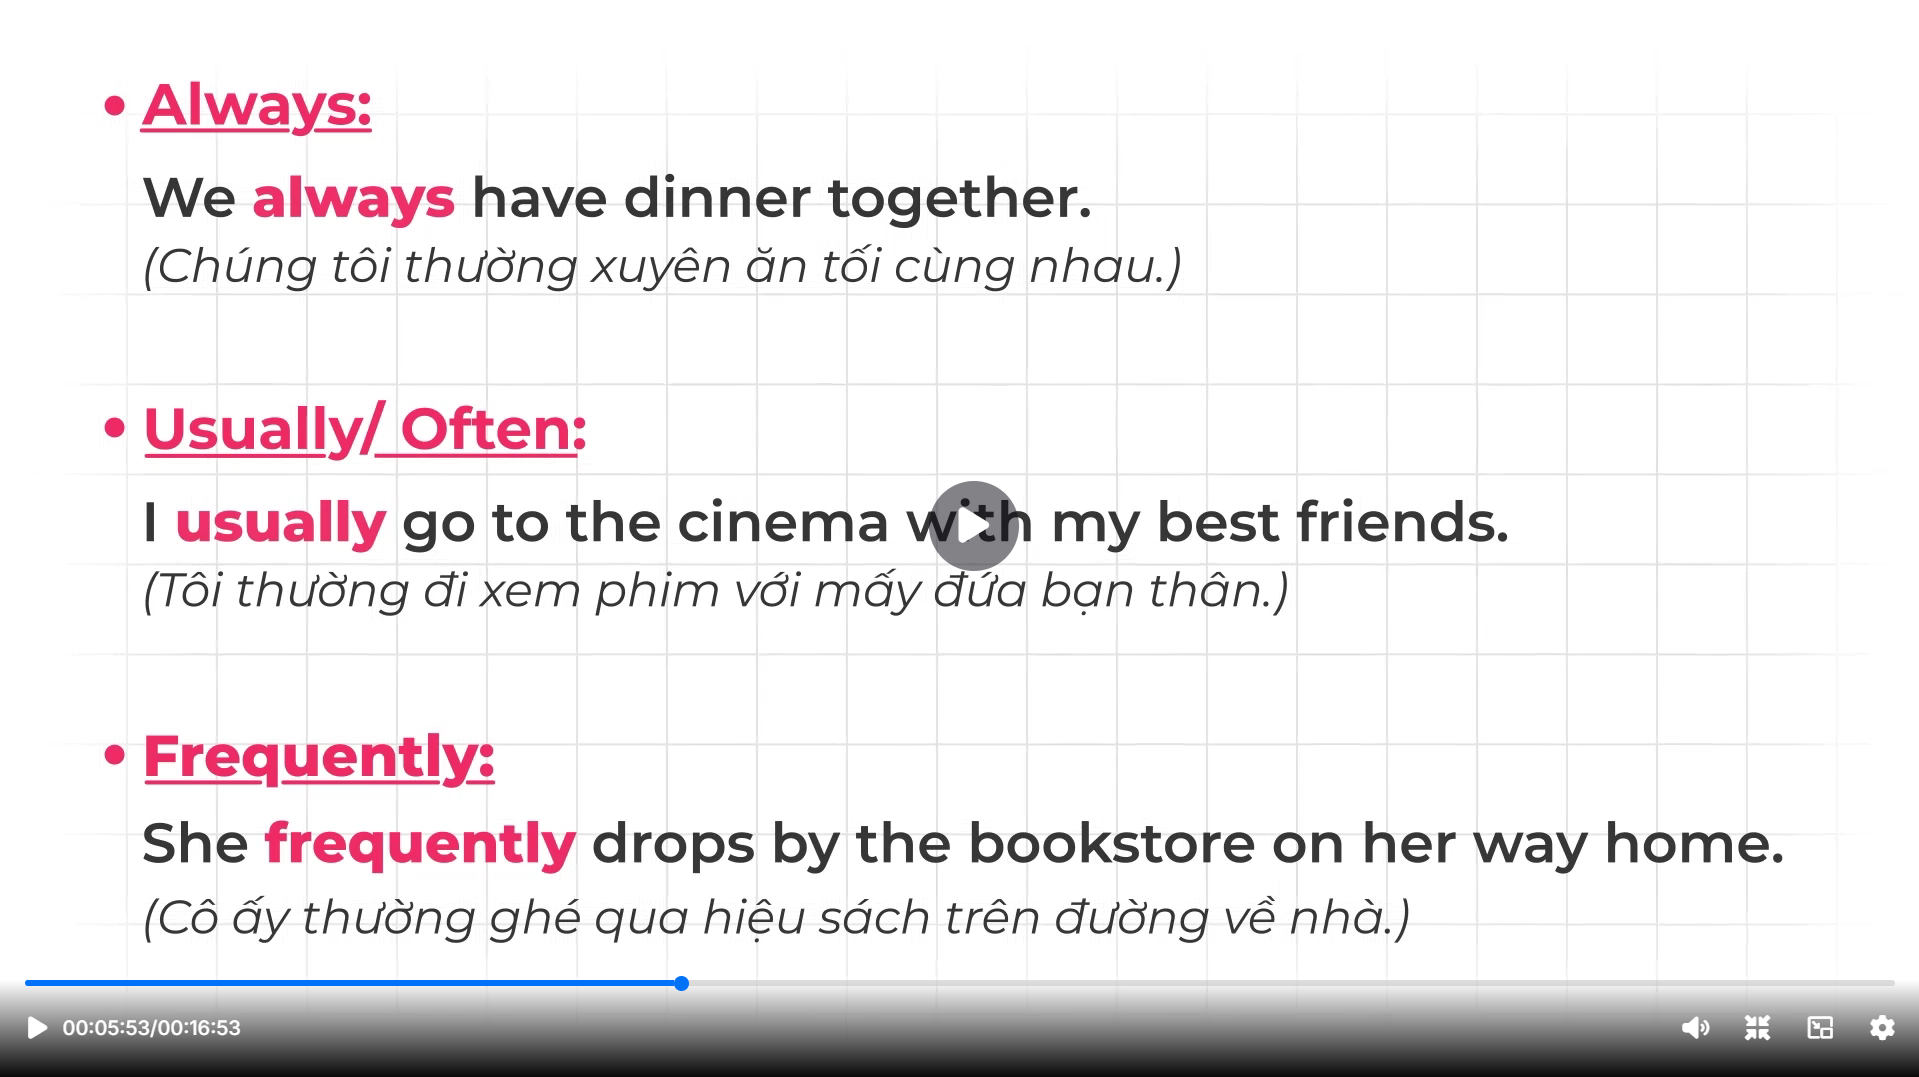 • Always:
We always have dinner together.
(Chúng tôi thường xuyên ăn tối cùng nhau.)
• Usually/ Often:
I usually go to the cinema with my best friends.
(Tôi thường đi xem phim với mấy đứa bạn thân.)
• Frequently:
She frequently drops by the bookstore on her way home.
(Cô ấy thường ghé qua hiệu sách trên đường về nhà.)
00:05:53/00:16:53